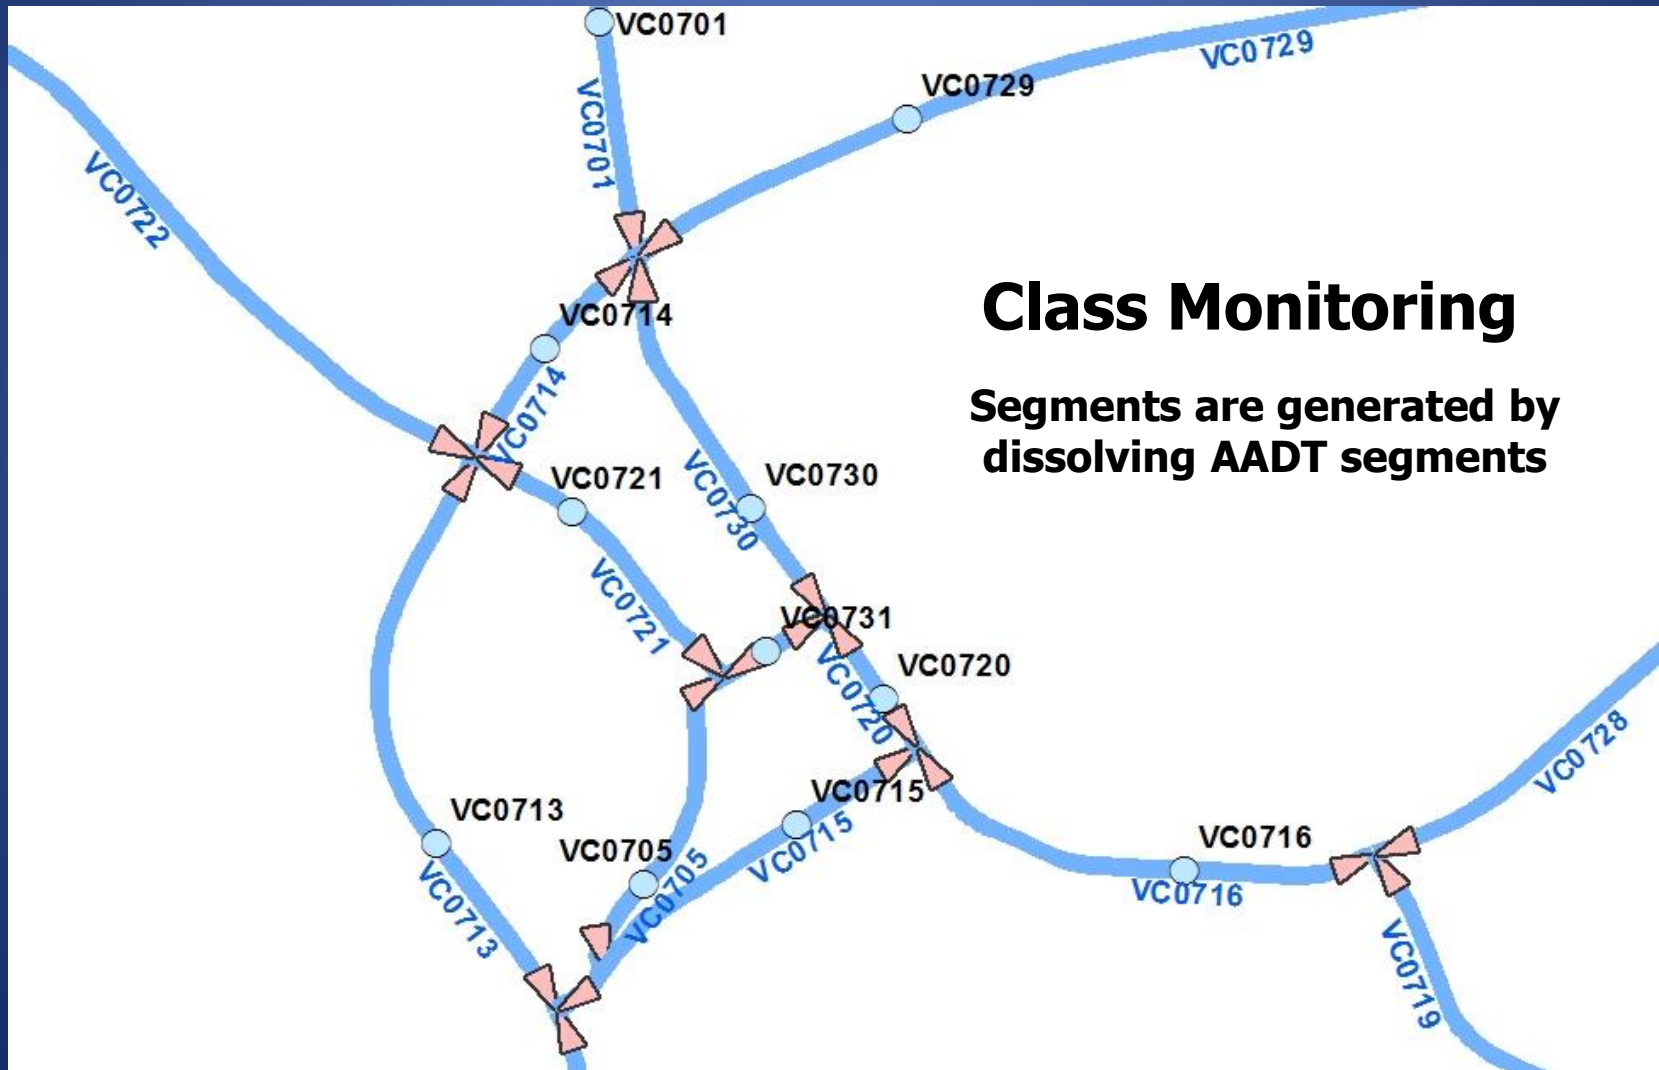 VC0701
VC0729
VC0729
VC0701
VC0722
Class Monitoring
VC0714
VC0714
Segments are generated by
dissolving AADT segments
VC0721
VC0730
VC0730
VC0721
VC0731
VC0720
VC0720
VC0728
VC0713
VC0715
VC0715
VC0705
VC0705
VC0716
VC0716
VC0713
VC0719